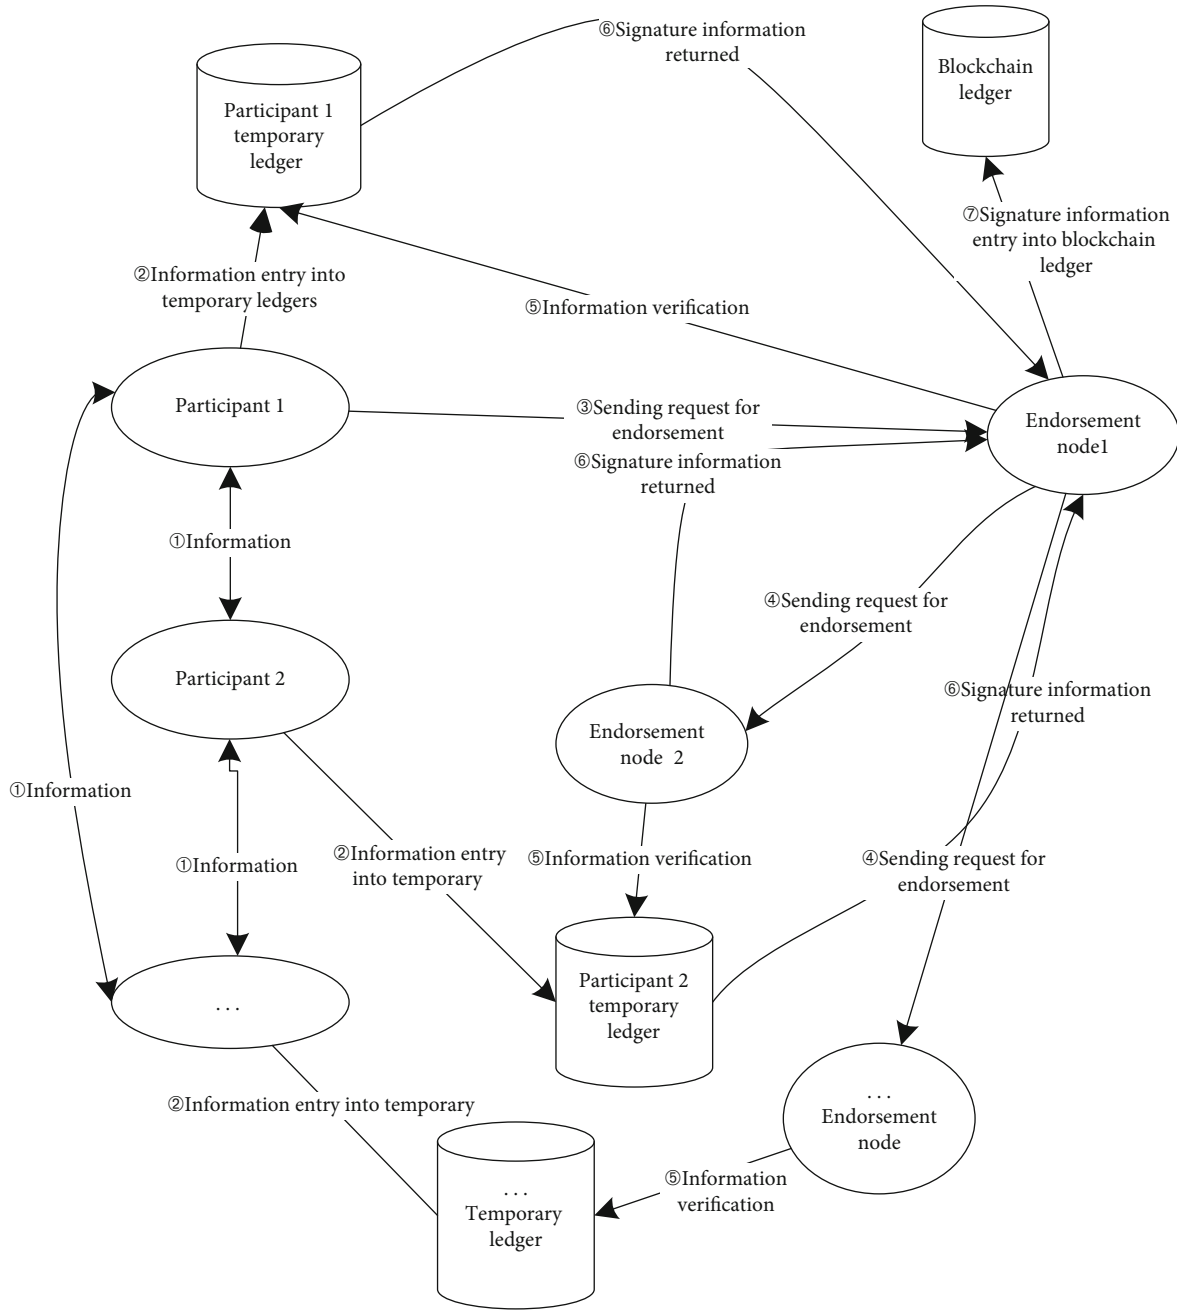 ⑥Signature information
returned
Blockchain
ledger
Participant 1
temporary
ledger
⑦Signature information
entry into blockchain
ledger
②Information entry into
temporary ledgers
⑤Information verification
Participant 1
③Sending request for
endorsement
Endorsement
node1
⑥Signature information
returned
①Information
④Sending request for
endorsement
Participant 2
⑥Signature information
returned
Endorsement
node 2
①Information
①Information
②Information entry
into temporary
⑤Information verification
④Sending request for
endorsement
Participant 2
temporary
ledger
...
②Information entry into temporary
...
Endorsement
node
⑤Information
verification
...
Temporary
ledger